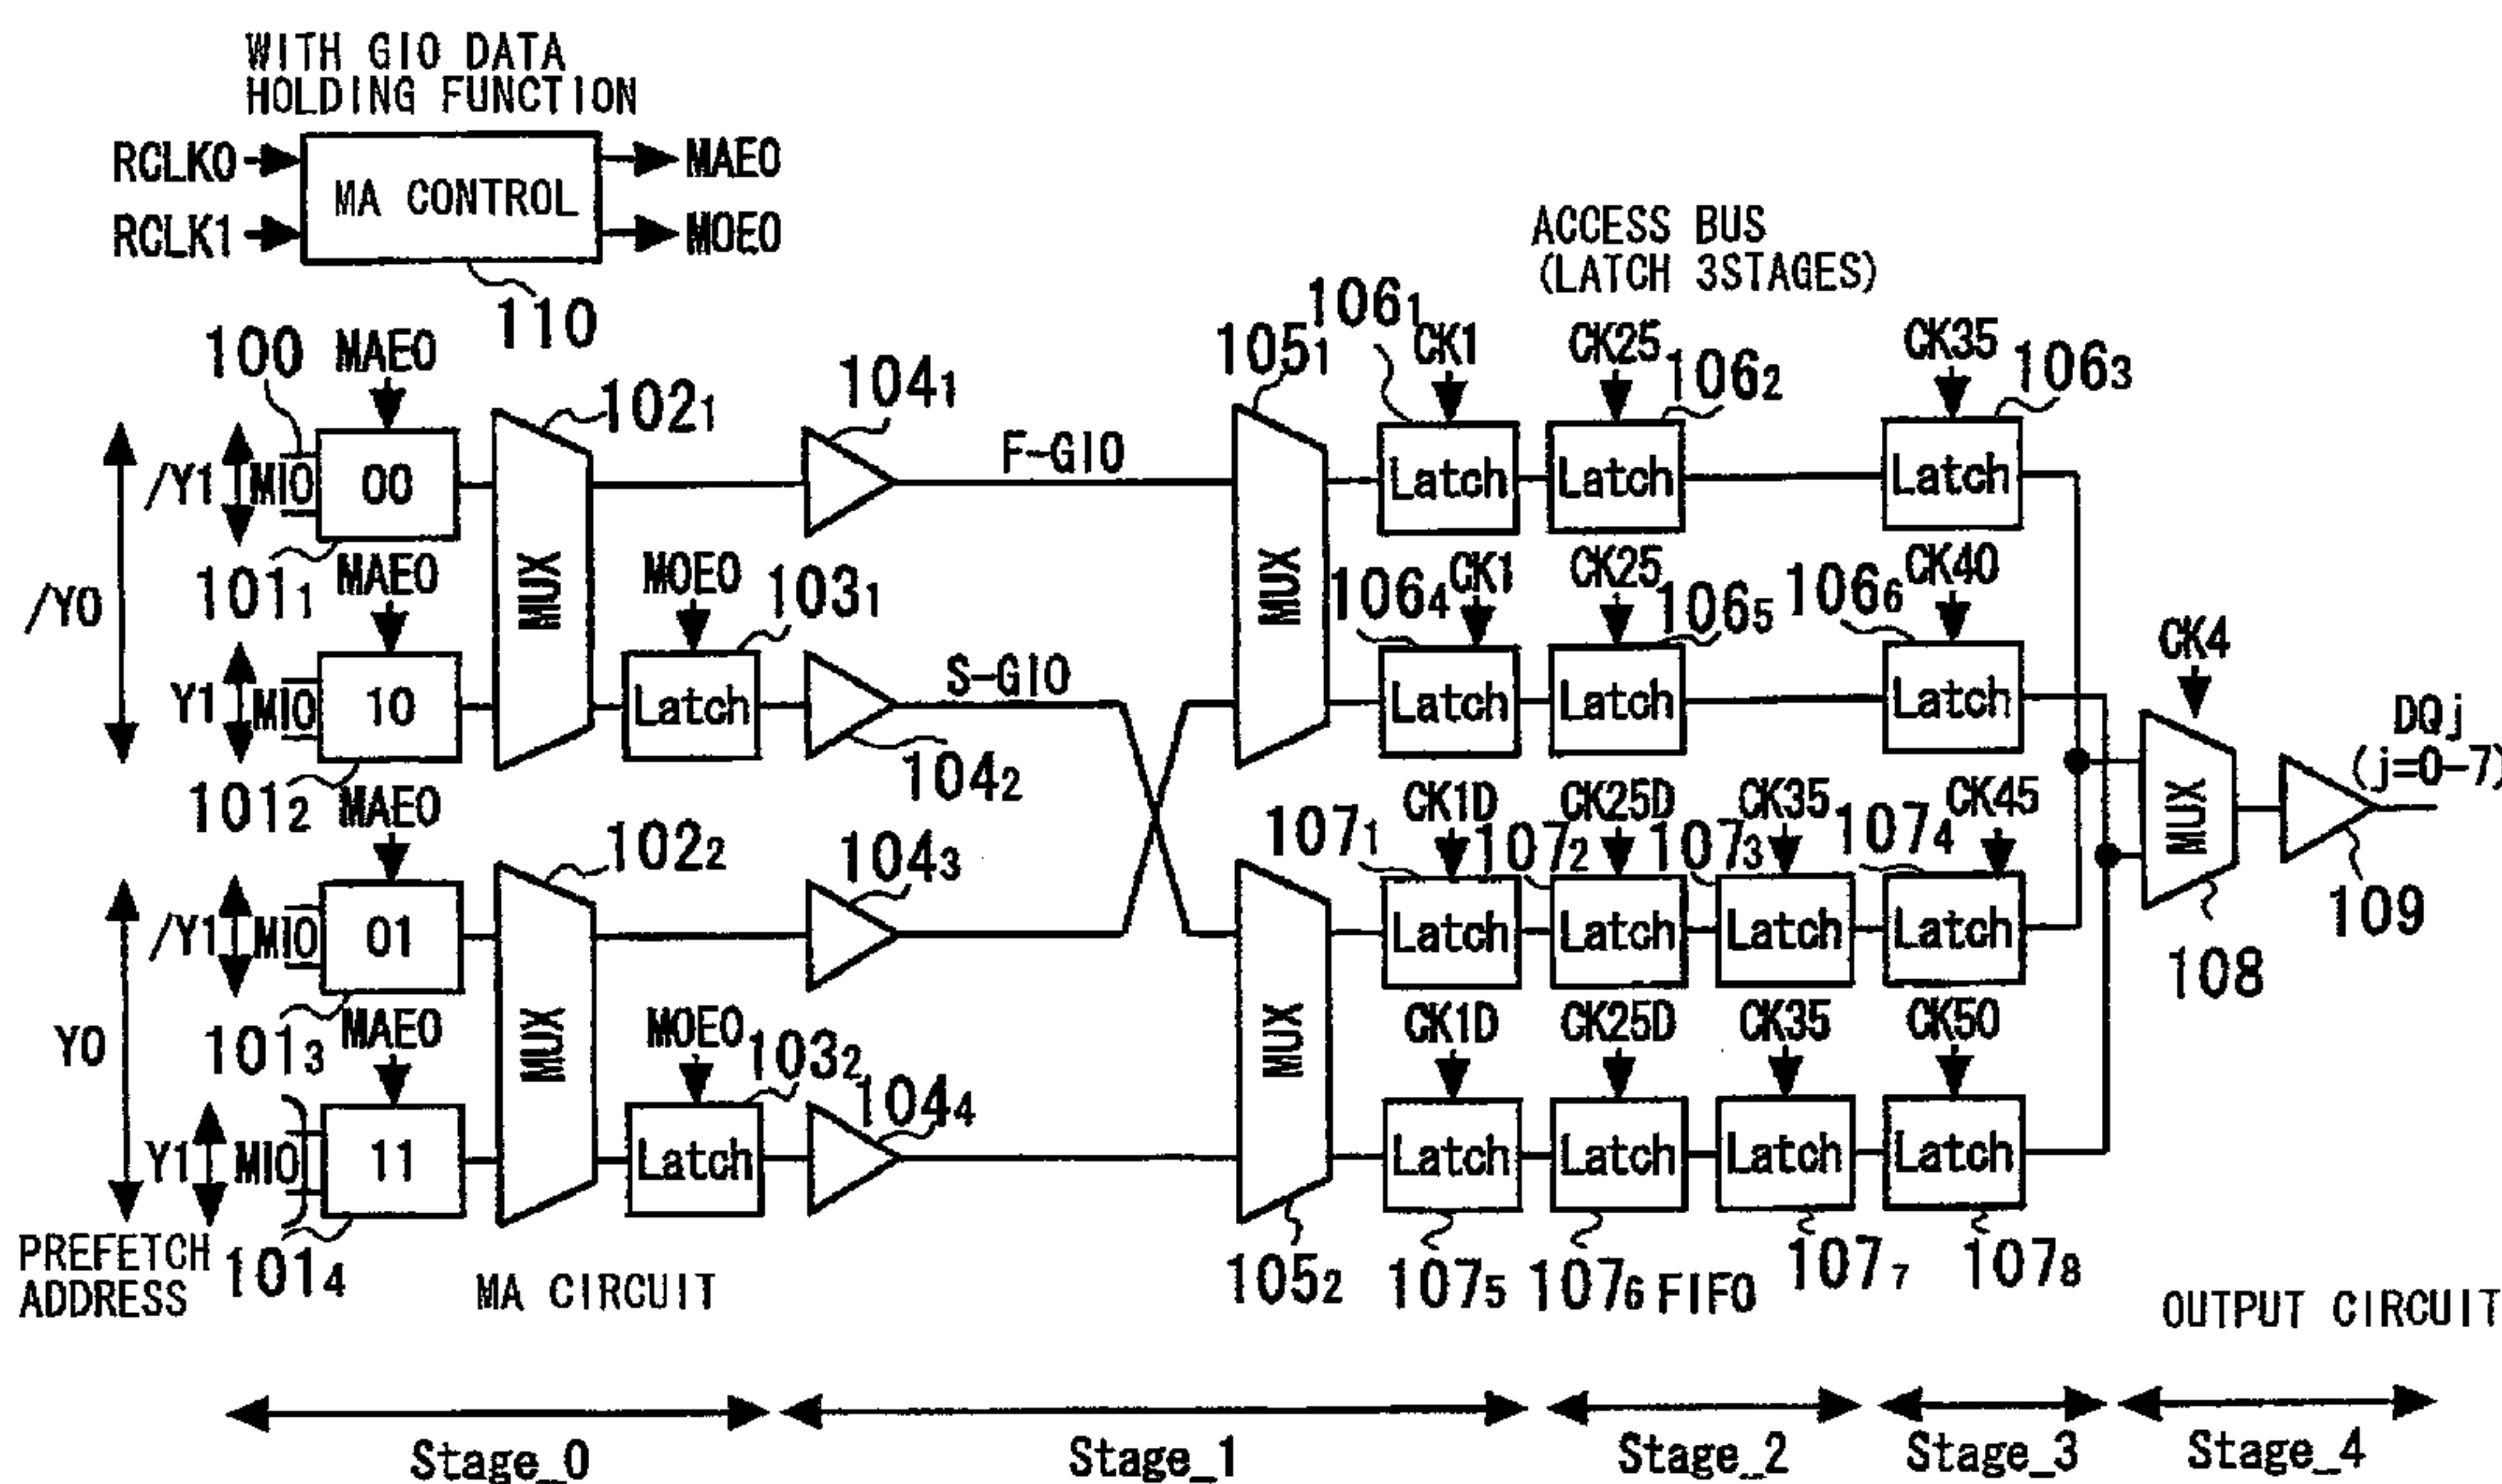 WITH GIO DATA
HOLDING FUNCTION
RCLK0
MA CONTROL
MAE0
RCLK1
MOE0
110
ACCESS BUS
(LATCH 3STAGES)
100
MAE0
102₁
104₁
105₁
106₁
CK1
CK25
106₂
CK35
106₃
/Y1
MIO
00
F-GIO
Latch
Latch
Latch
/Y0
101₁
MAE0
MUX
MOE0
103₁
MUX
106₄
CK1
CK25
106₅
106₆
CK40
Y1
MIO
10
Latch
S-GIO
Latch
Latch
Latch
CK4
DQj
(j=0-7)
101₂
MAE0
102₂
104₂
104₃
107₁
CK1D
107₂
CK25D
107₃
CK35
107₄
CK45
MUX
109
/Y1
MIO
01
Latch
Latch
Latch
Latch
108
Y0
101₃
MAE0
MUX
MOE0
103₂
104₄
MUX
CK1D
CK25D
CK35
CK50
Y1
MIO
11
Latch
Latch
Latch
Latch
Latch
PREFETCH
ADDRESS
101₄
MA CIRCUIT
105₂
107₅
107₆
FIFO
107₇
107₈
OUTPUT CIRCUIT
Stage_0
Stage_1
Stage_2
Stage_3
Stage_4